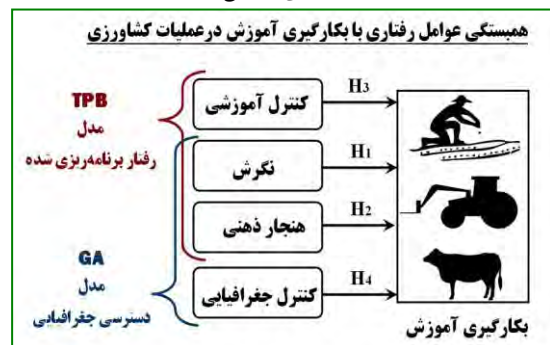 همبستگی عوامل رفتاری با بکارگیری آموزش درعملیات کشاورزی
TPB
مدل
رفتار برنامه‌ریزی شده
GA
مدل
دسترسی جغرافیایی
کنترل آموزشی
نگرش
هنجار ذهنی
کنترل جغرافیایی
H3
H1
H2
H4
بکارگیری آموزش